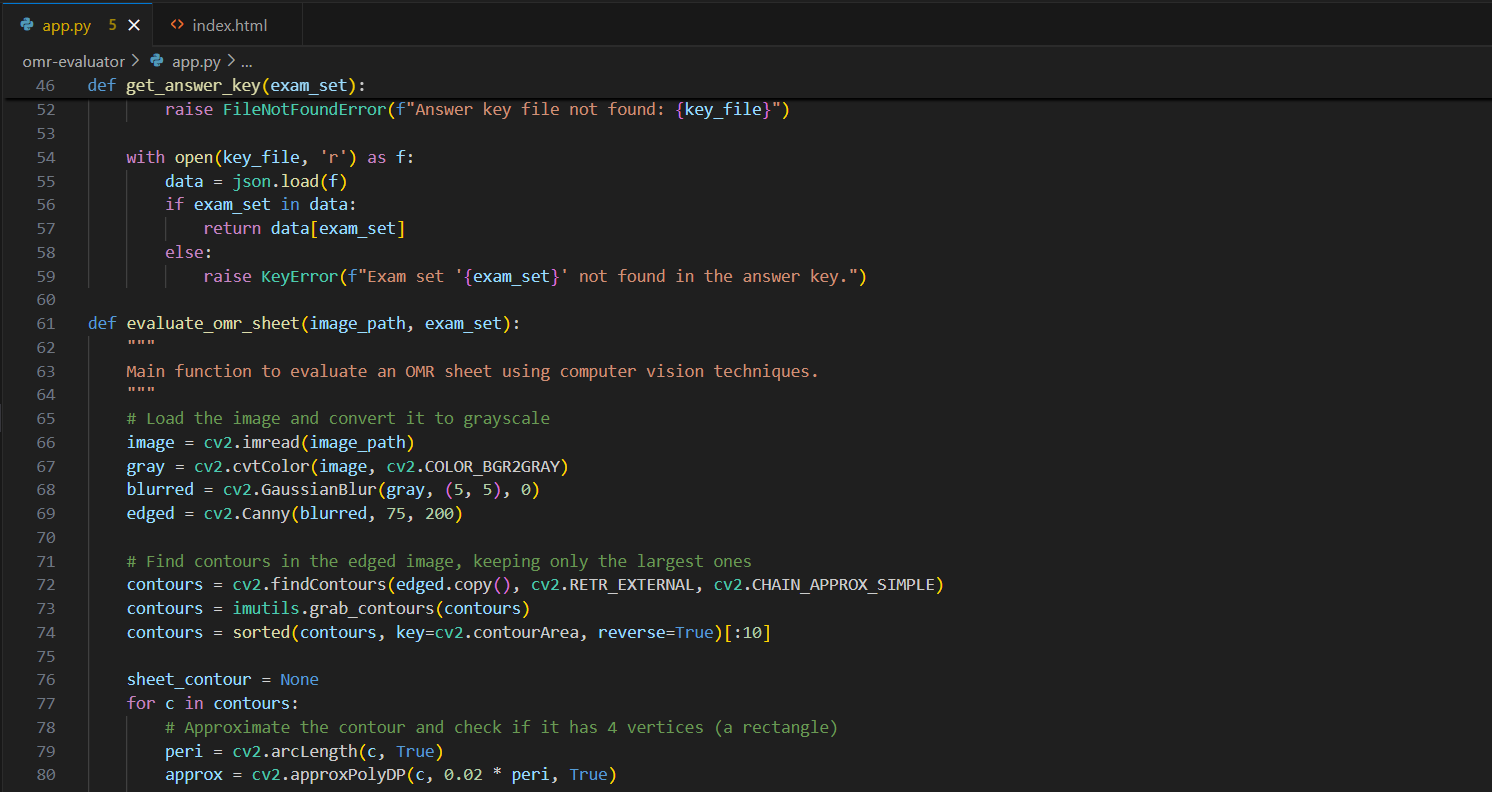 app.py 5 × <> index.html
omr-evaluator > app.py > ...
46 def get_answer_key(exam_set):
52         raise FileNotFoundError(f"Answer key file not found: {key_file}")
53
54     with open(key_file, 'r') as f:
55         data = json.load(f)
56         if exam_set in data:
57             return data[exam_set]
58         else:
59             raise KeyError(f"Exam set '{exam_set}' not found in the answer key.")
60
61 def evaluate_omr_sheet(image_path, exam_set):
62     """
63     Main function to evaluate an OMR sheet using computer vision techniques.
64     """
65     # Load the image and convert it to grayscale
66     image = cv2.imread(image_path)
67     gray = cv2.cvtColor(image, cv2.COLOR_BGR2GRAY)
68     blurred = cv2.GaussianBlur(gray, (5, 5), 0)
69     edged = cv2.Canny(blurred, 75, 200)
70
71     # Find contours in the edged image, keeping only the largest ones
72     contours = cv2.findContours(edged.copy(), cv2.RETR_EXTERNAL, cv2.CHAIN_APPROX_SIMPLE)
73     contours = imutils.grab_contours(contours)
74     contours = sorted(contours, key=cv2.contourArea, reverse=True)[:10]
75
76     sheet_contour = None
77     for c in contours:
78         # Approximate the contour and check if it has 4 vertices (a rectangle)
79         peri = cv2.arcLength(c, True)
80         approx = cv2.approxPolyDP(c, 0.02 * peri, True)